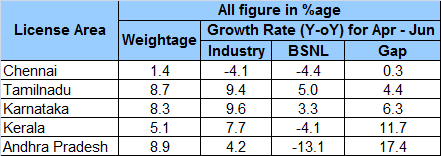 All figure in %age
License Area Weightage Growth Rate (Y-oY) for Apr - Jun
Industry BSNL Gap
Chennai 1.4 -4.1 -4.4 0.3
Tamilnadu 8.7 9.4 5.0 4.4
Karnataka 8.3 9.6 3.3 6.3
Kerala 5.1 7.7 -4.1 11.7
Andhra Pradesh 8.9 4.2 -13.1 17.4